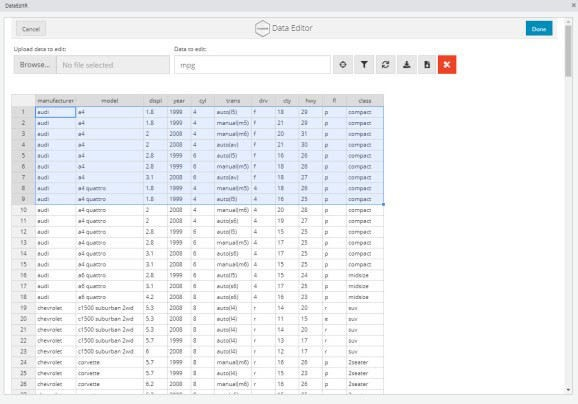 DataEditR
Cancel
Data Editor
Done
Upload data to edit:
Data to edit:
Browse...
No file selected
mpg
manufacturer model displ year cyl trans drv cty hwy fl class
1 audi a4 1.8 1999 4 auto(l5) f 18 29 p compact
2 audi a4 1.8 1999 4 manual(m5) f 21 29 p compact
3 audi a4 2 2008 4 manual(m6) f 20 31 p compact
4 audi a4 2 2008 4 auto(av) f 21 30 p compact
5 audi a4 2.8 1999 6 auto(l5) f 16 26 p compact
6 audi a4 2.8 1999 6 manual(m5) f 18 26 p compact
7 audi a4 3.1 2008 6 auto(av) f 18 27 p compact
8 audi a4 quattro 1.8 1999 4 manual(m5) 4 18 26 p compact
9 audi a4 quattro 1.8 1999 4 auto(l5) 4 16 25 p compact
10 audi a4 quattro 2 2008 4 manual(m6) 4 20 28 p compact
11 audi a4 quattro 2 2008 4 auto(s6) 4 19 27 p compact
12 audi a4 quattro 2.8 1999 6 auto(l5) 4 15 25 p compact
13 audi a4 quattro 2.8 1999 6 manual(m5) 4 17 25 p compact
14 audi a4 quattro 3.1 2008 6 auto(s6) 4 17 25 p compact
15 audi a4 quattro 3.1 2008 6 manual(m6) 4 15 25 p compact
16 audi a6 quattro 2.8 1999 6 auto(l5) 4 15 24 p midsize
17 audi a6 quattro 3.1 2008 6 auto(s6) 4 17 25 p midsize
18 audi a6 quattro 4.2 2008 8 auto(s6) 4 16 23 p midsize
19 chevrolet c1500 suburban 2wd 5.3 2008 8 auto(l4) r 14 20 r suv
20 chevrolet c1500 suburban 2wd 5.3 2008 8 auto(l4) r 11 15 e suv
21 chevrolet c1500 suburban 2wd 5.3 2008 8 auto(l4) r 14 20 r suv
22 chevrolet c1500 suburban 2wd 5.7 1999 8 auto(l4) r 13 17 r suv
23 chevrolet c1500 suburban 2wd 6 2008 8 auto(l4) r 12 17 r suv
24 chevrolet corvette 5.7 1999 8 manual(m6) r 16 26 p 2seater
25 chevrolet corvette 5.7 1999 8 auto(l4) r 15 23 p 2seater
26 chevrolet corvette 6.2 2008 8 manual(m6) r 16 26 p 2seater